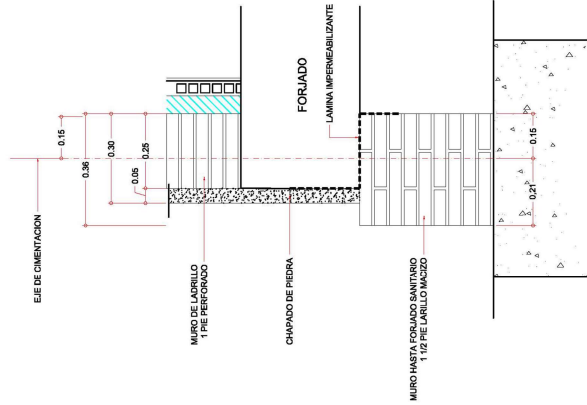 EJE DE CIMENTACION
0.15
0.36
0.30
0.25
0.05
MURO DE LADRILLO
1 PIE PERFORADO
FORJADO
LAMINA IMPERMEABILIZANTE
CHAPADO DE PIEDRA
MURO HASTA FORJADO SANITARIO
1 1/2 PIE LARILLO MACIZO
0.21
0.15